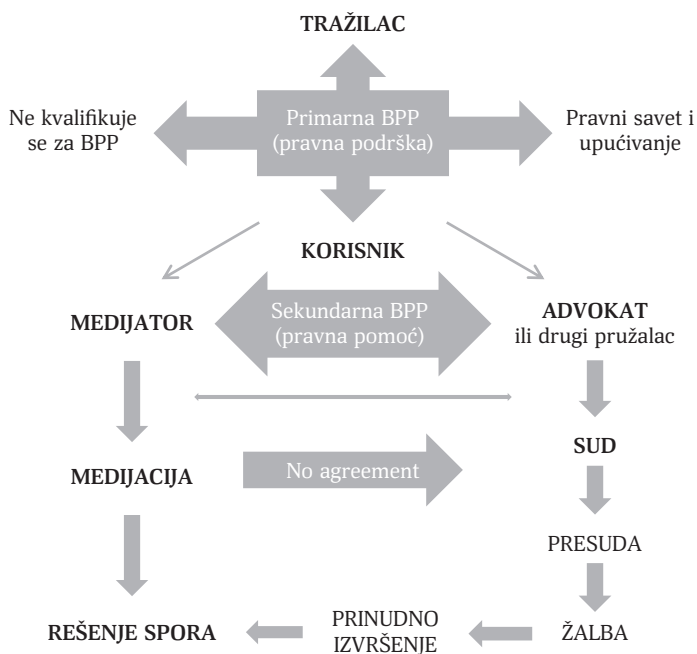 TRAŽILAC
Ne kvalifikuje
se za BPP
Primarna BPP
(pravna podrška)
Pravni savet i
upućivanje
KORISNIK
MEDIJATOR
Sekundarna BPP
(pravna pomoć)
ADVOKAT
ili drugi pružalac
MEDIJACIJA
No agreement
SUD
PRESUDA
REŠENJE SPORA
PRINUDNO
IZVRŠENJE
ŽALBA